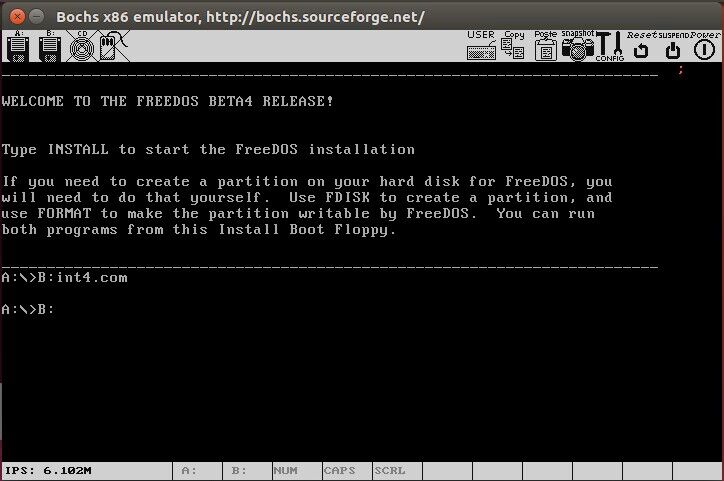 Bochs x86 emulator, http://bochs.sourceforge.net/
A: B: CD USER Copy Paste snapshot CONFIG Reset SUSPEND Power
;
WELCOME TO THE FREEDOS BETA4 RELEASE!
Type INSTALL to start the FreeDOS installation
If you need to create a partition on your hard disk for FreeDOS, you
will need to do that yourself.  Use FDISK to create a partition, and
use FORMAT to make the partition writable by FreeDOS.  You can run
both programs from this Install Boot Floppy.
A:\>B:int4.com
A:\>B:
IPS: 6.102M A: B: NUM CAPS SCRL